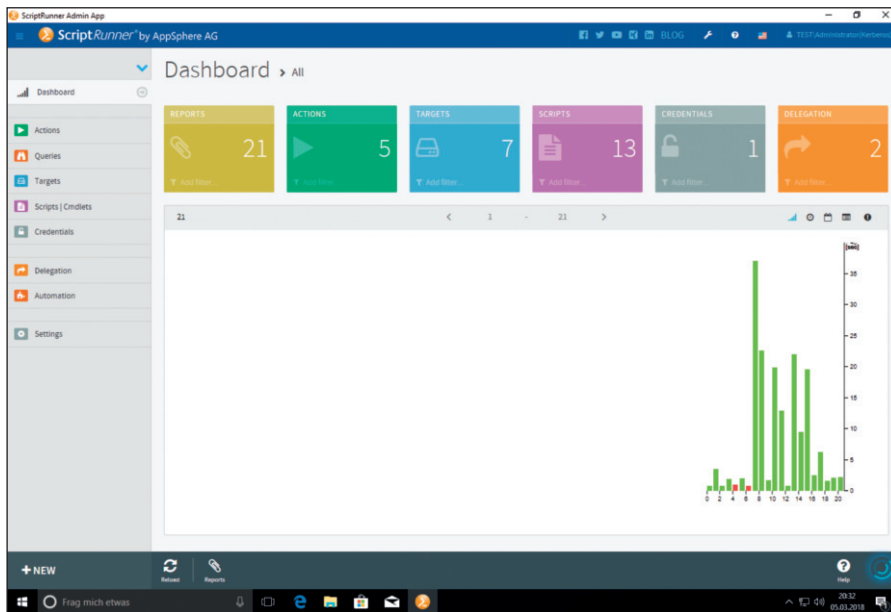 ScriptRunner Admin App
ScriptRunner® by AppSphere AG
BLOG
TEST\Administrator(Kerberos)
Dashboard
Actions
Queries
Targets
Scripts | Cmdlets
Credentials
Delegation
Automation
Settings
Dashboard > All
REPORTS
21
Add filter...
ACTIONS
5
Add filter...
TARGETS
7
Add filter...
SCRIPTS
13
Add filter...
CREDENTIALS
1
Add filter...
DELEGATION
2
Add filter...
21 < 1 - 21 >
35
30
25
20
15
10
5
0
0 2 4 6 8 10 12 14 16 18 20
+ NEW
Reload
Reports
Help
Frag mich etwas
20:32
05.03.2018